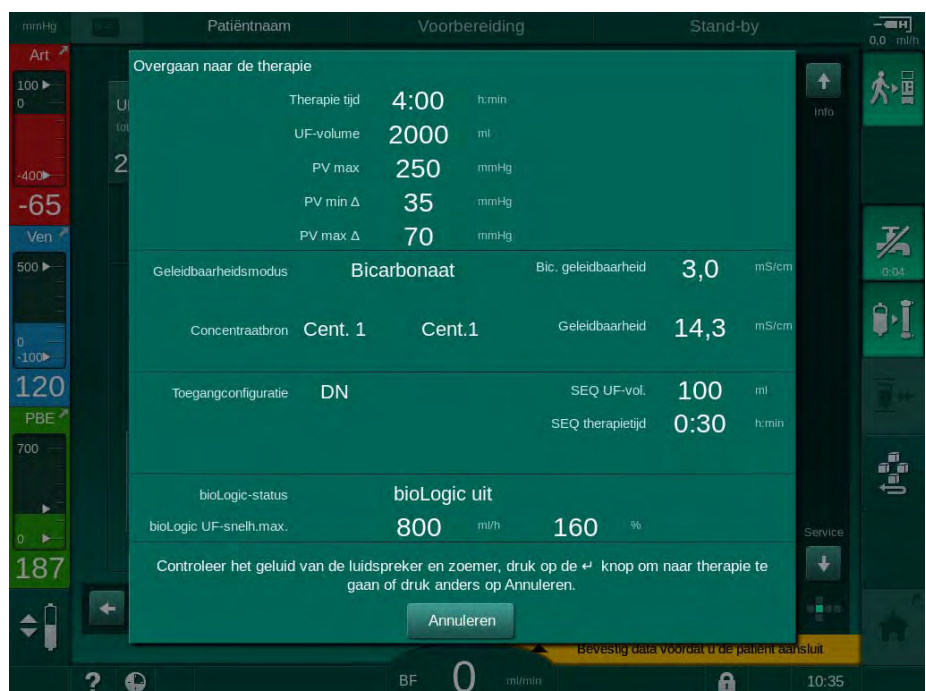 mmHg Patiëntnaam Voorbereiding Stand-by
0,0 ml/h
Art
100
0
-400
-65
Ven
500
0
-100
120
PBE
700
0
187
Overgaan naar de therapie
Therapie tijd 4:00 h:min
UF-volume 2000 ml
PV max 250 mmHg
PV min Δ 35 mmHg
PV max Δ 70 mmHg
Geleidbaarheidsmodus Bicarbonaat Bic. geleidbaarheid 3,0 mS/cm
Concentraatbron Cent. 1 Cent.1 Geleidbaarheid 14,3 mS/cm
Toegangconfiguratie DN SEQ UF-vol. 100 ml
SEQ therapietijd 0:30 h:min
bioLogic-status bioLogic uit
bioLogic UF-snelh.max. 800 ml/h 160 %
Controleer het geluid van de luidspreker en zoemer, druk op de ↵ knop om naar therapie te
gaan of druk anders op Annuleren.
Annuleren
Info
Service
0:04
H
2
Bevestig data voordat u de patiënt aansluit
? BF 0 ml/min 10:35